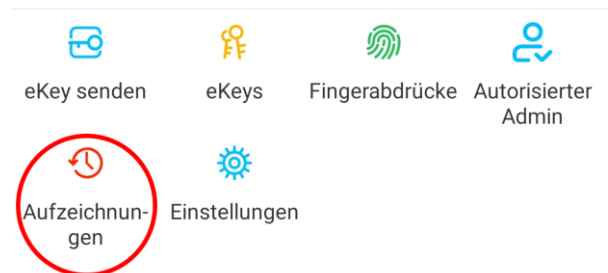 eKey senden
eKeys
Fingerabdrücke
Autorisierter
Admin
Aufzeichnun-
gen
Einstellungen